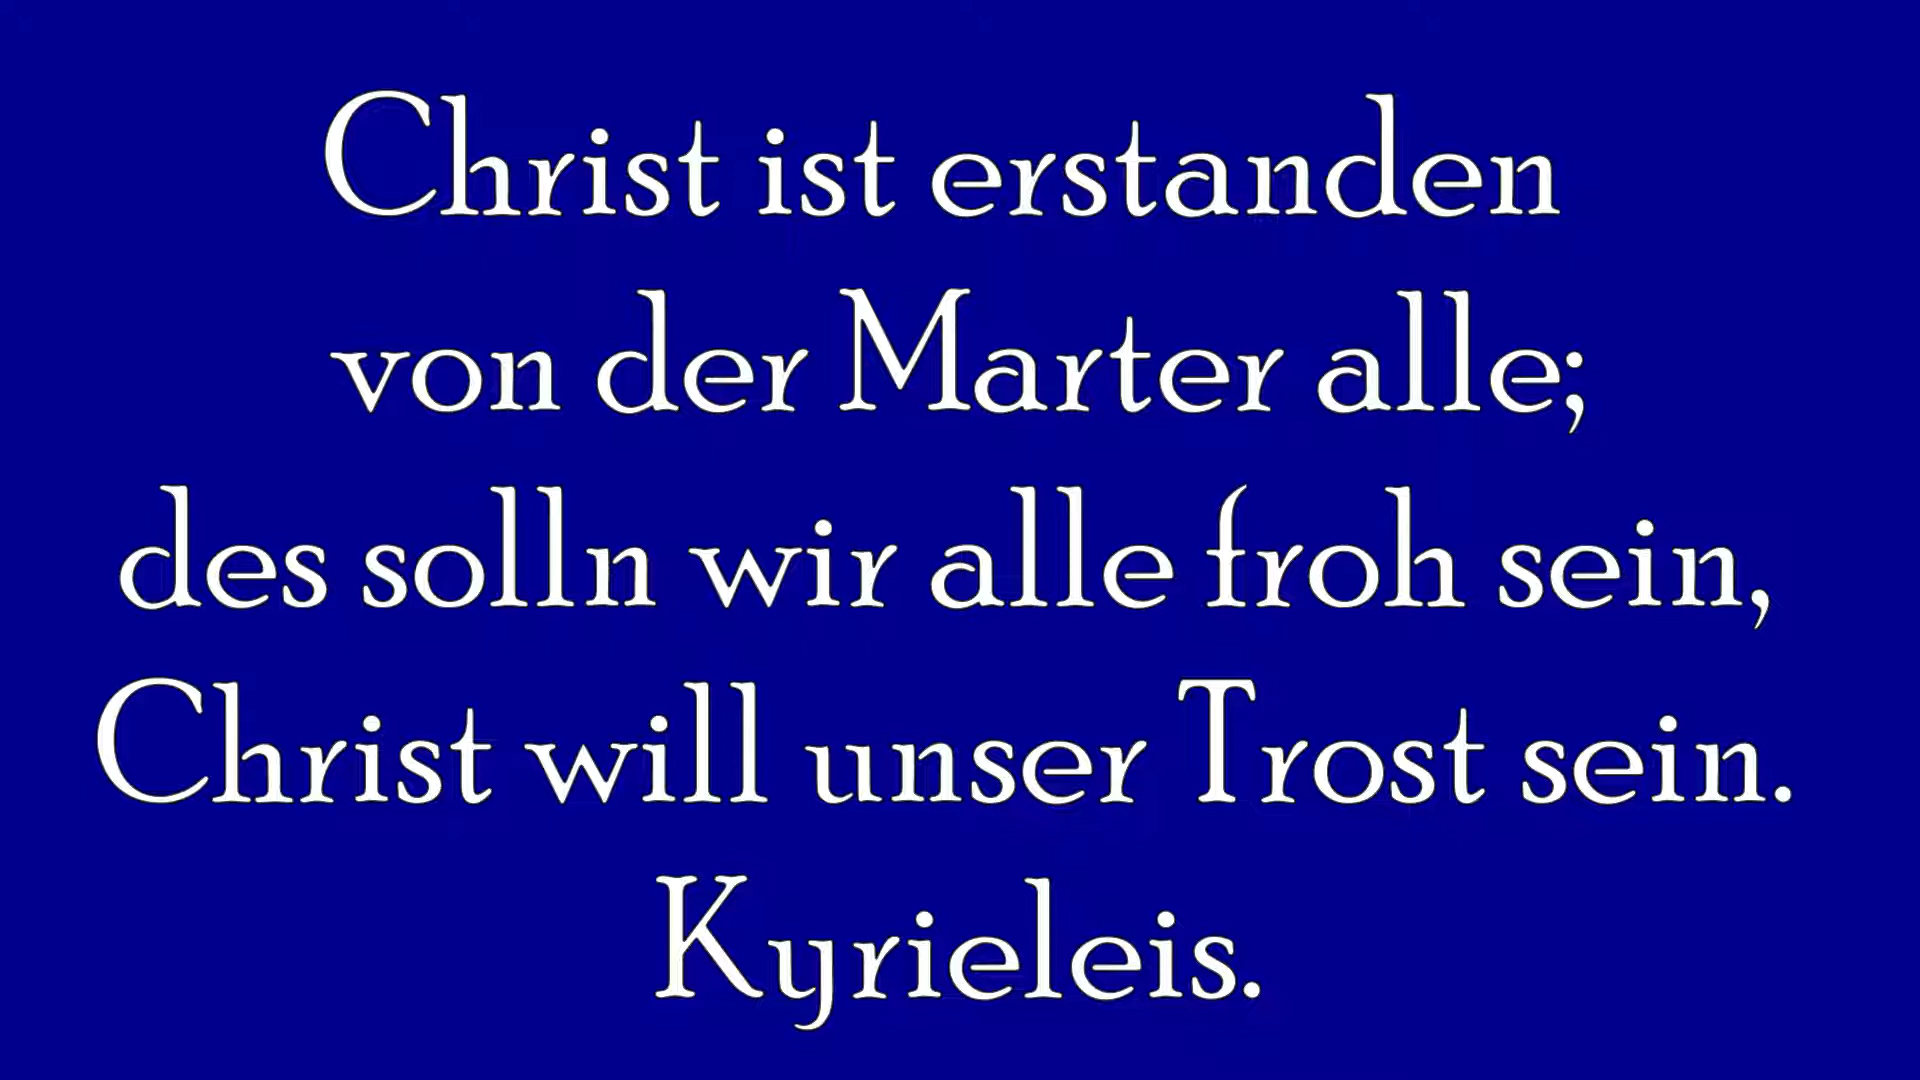 Christ ist erstanden
von der Marter alle;
des solln wir alle froh sein,
Christ will unser Trost sein.
Kyrieleis.